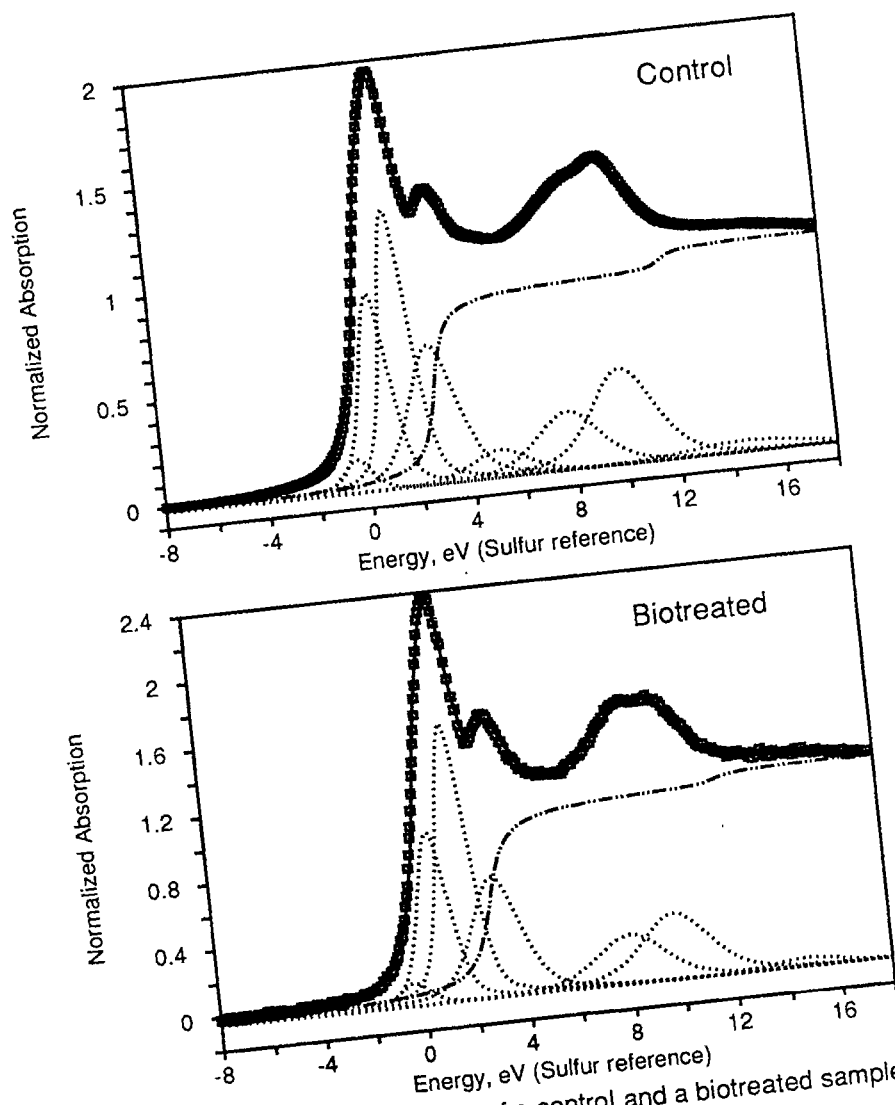 Control
2
1.5
1
0.5
0
Normalized Absorption
-8 -4 0 4 8 12 16
Energy, eV (Sulfur reference)
Biotreated
2.4
2
1.6
1.2
0.8
0.4
0
Normalized Absorption
-8 -4 0 4 8 12 16
Energy, eV (Sulfur reference)
control and a biotreated sample